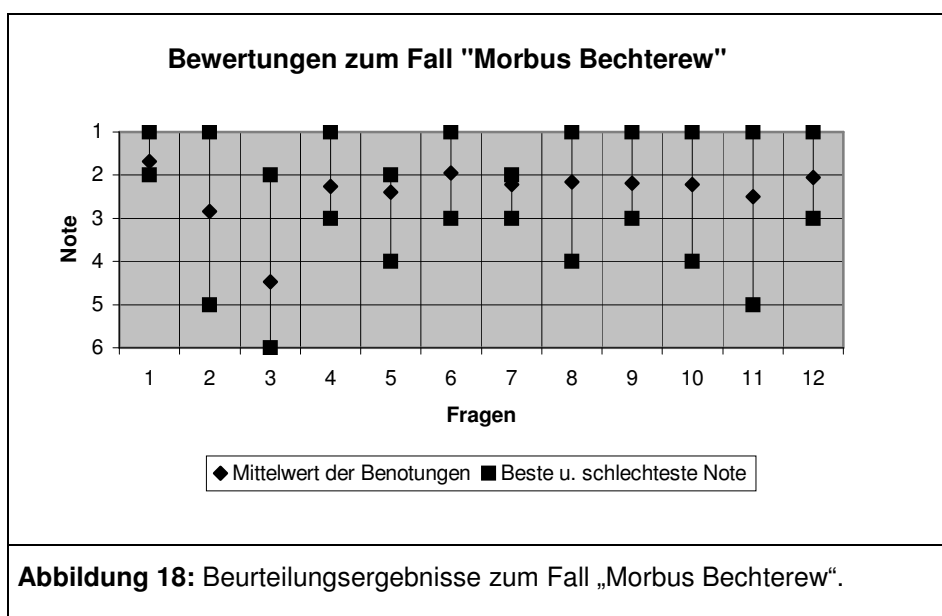 Bewertungen zum Fall "Morbus Bechterew"
1
2
3
4
5
6
Note
1 2 3 4 5 6 7 8 9 10 11 12
Fragen
Mittelwert der Benotungen Beste u. schlechteste Note
Abbildung 18: Beurteilungsergebnisse zum Fall „Morbus Bechterew“.